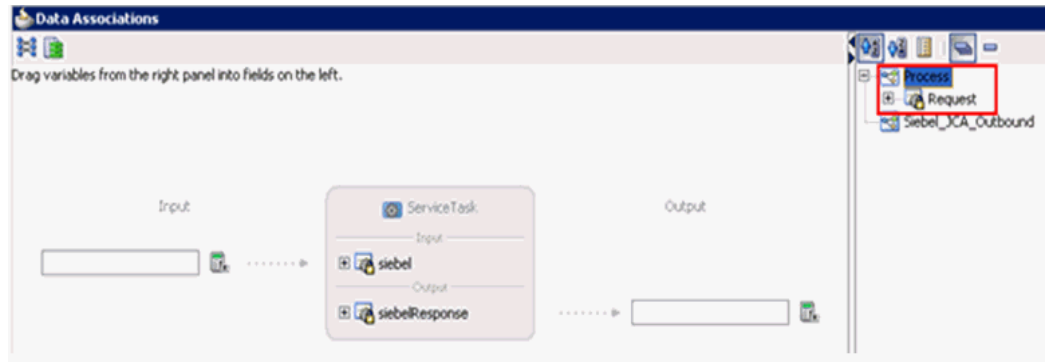 Data Associations
Drag variables from the right panel into fields on the left.
Process
Request
Siebel_JCA_Outbound
Input
ServiceTask
Output
Input
siebel
Output
siebelResponse